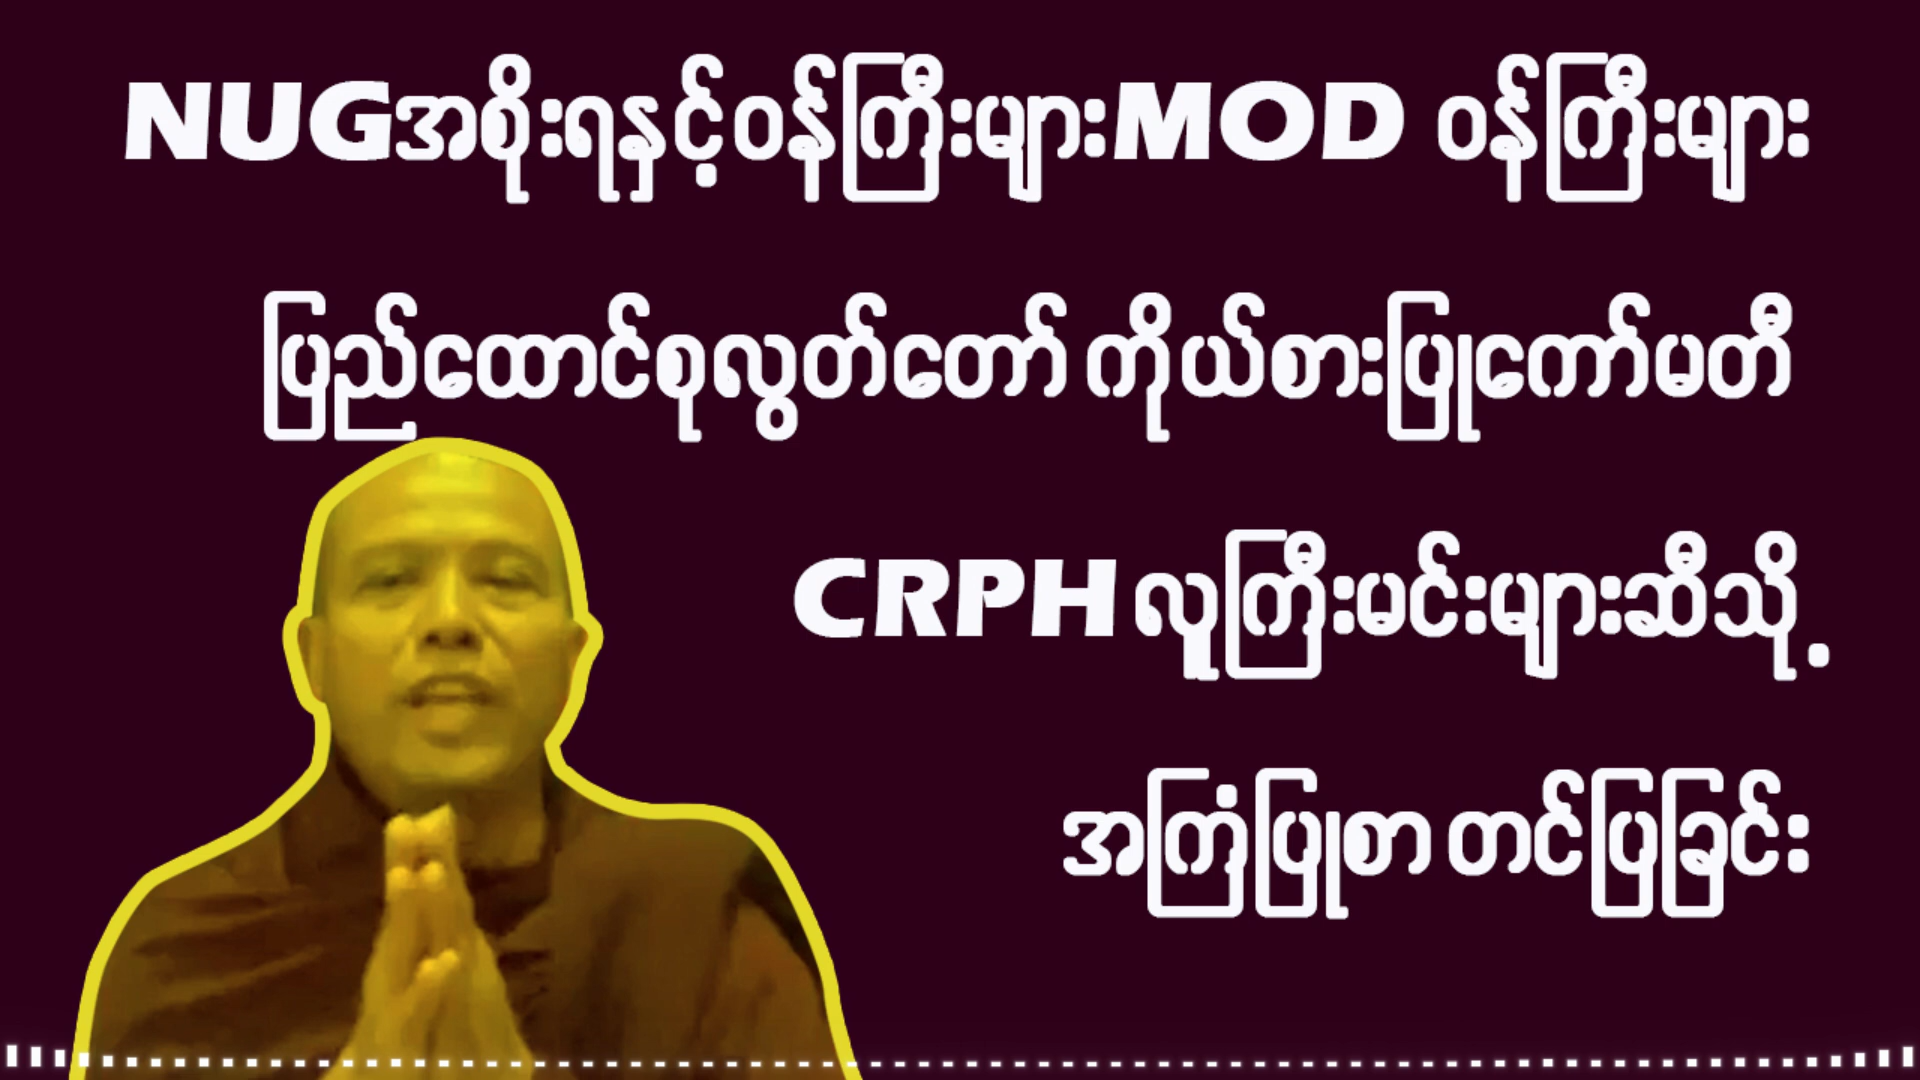 NUGအစိုးရနှင့်ဝန်ကြီးများMOD ဝန်ကြီးများ
ပြည်ထောင်စုလွှတ်တော် ကိုယ်စားပြုကော်မတီ
CRPH လူကြီးမင်းများဆီသို့
အကြံပြုစာ တင်ပြခြင်း